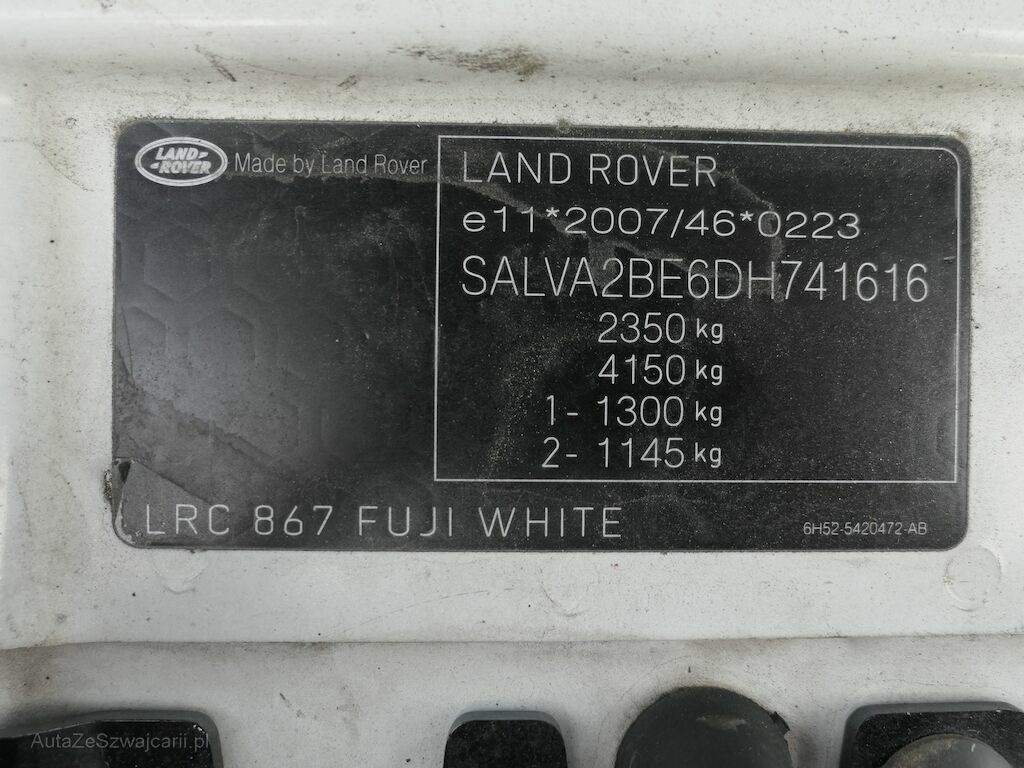 LAND-
-ROVER
Made by Land Rover
LAND ROVER
e11*2007/46*0223
SALVA2BE6DH741616
2350 kg
4150 kg
1- 1300 kg
2- 1145 kg
LRC 867 FUJI WHITE
6H52-5420472-AB
AutaZeSzwajcarii.pl